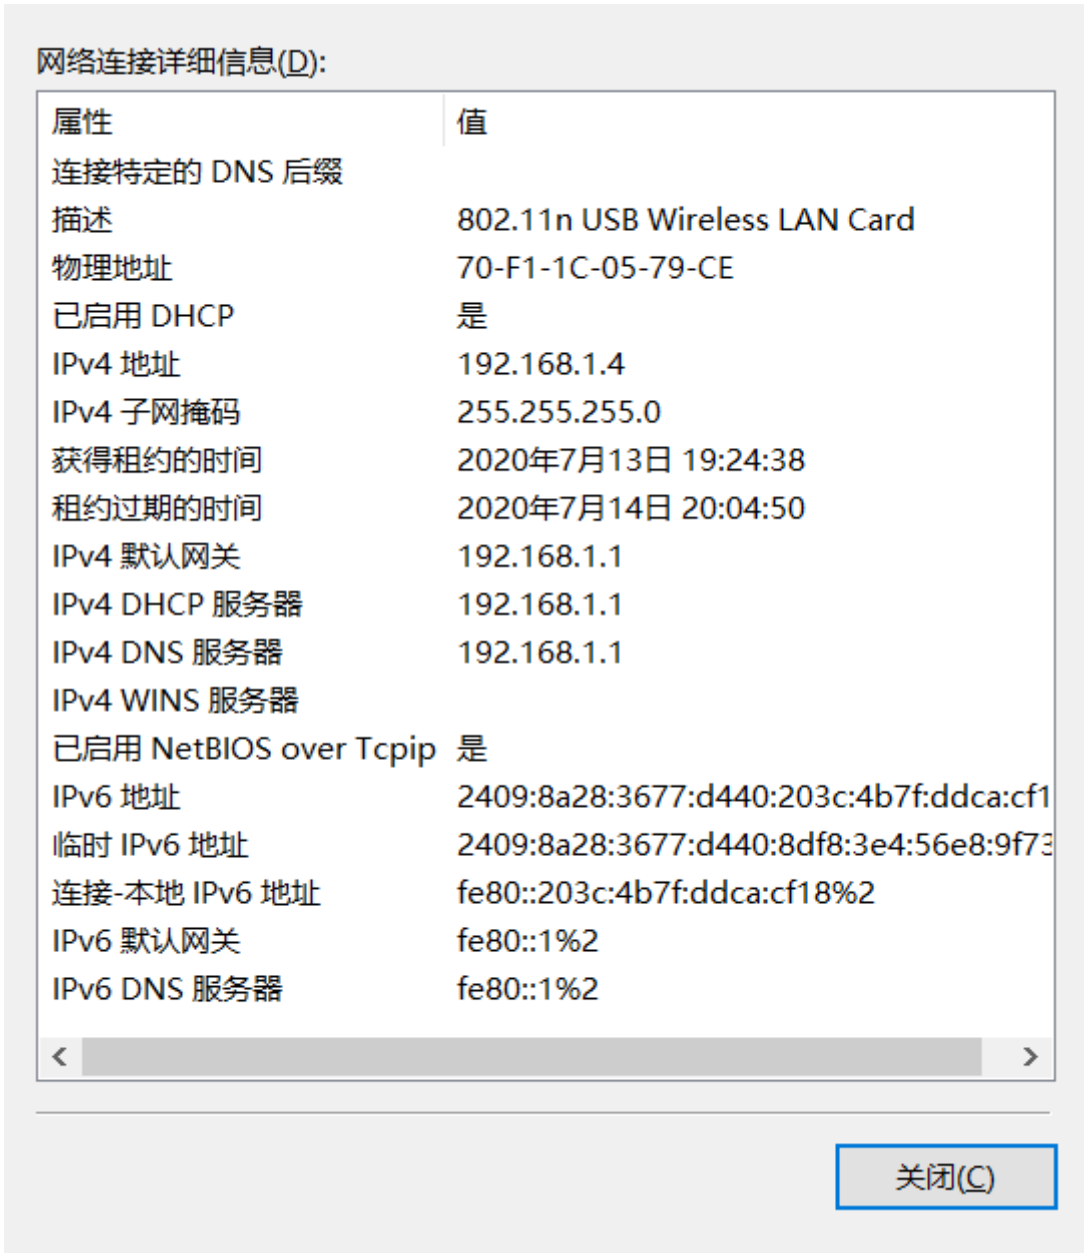 网络连接详细信息(D):
属性 值
连接特定的 DNS 后缀
描述 802.11n USB Wireless LAN Card
物理地址 70-F1-1C-05-79-CE
已启用 DHCP 是
IPv4 地址 192.168.1.4
IPv4 子网掩码 255.255.255.0
获得租约的时间 2020年7月13日 19:24:38
租约过期的时间 2020年7月14日 20:04:50
IPv4 默认网关 192.168.1.1
IPv4 DHCP 服务器 192.168.1.1
IPv4 DNS 服务器 192.168.1.1
IPv4 WINS 服务器
已启用 NetBIOS over Tcpip 是
IPv6 地址 2409:8a28:3677:d440:203c:4b7f:ddca:cf1
临时 IPv6 地址 2409:8a28:3677:d440:8df8:3e4:56e8:9f73
连接-本地 IPv6 地址 fe80::203c:4b7f:ddca:cf18%2
IPv6 默认网关 fe80::1%2
IPv6 DNS 服务器 fe80::1%2
关闭(C)